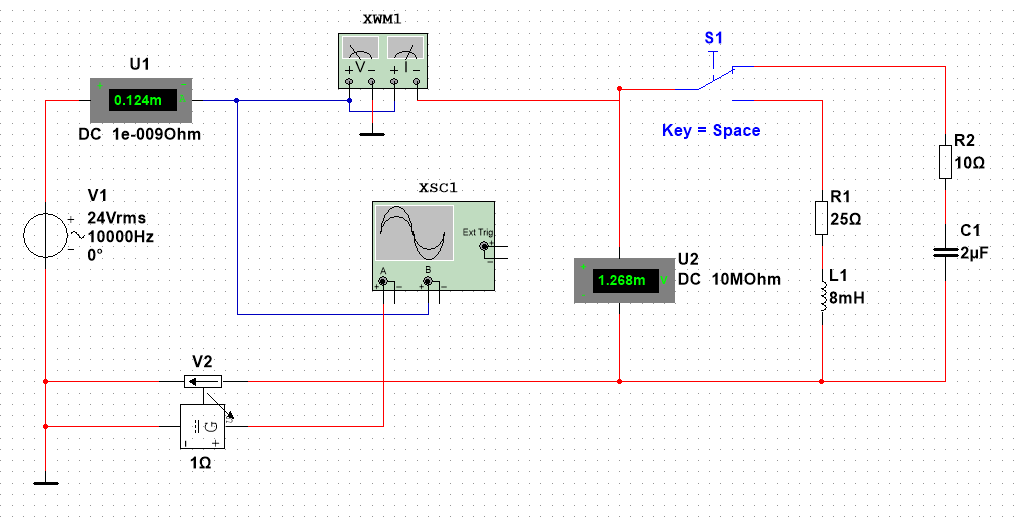 XWM1
S1
U1
V
I
+ − + −
0.124m
DC 1e-009Ohm
Key = Space
R2
10Ω
XSC1
V1
24Vrms
10000Hz
0°
+
−
R1
25Ω
Ext Trig
A
B
C1
2µF
U2
DC 10MOhm
1.268m
V
L1
8mH
V2
G
− +
1Ω